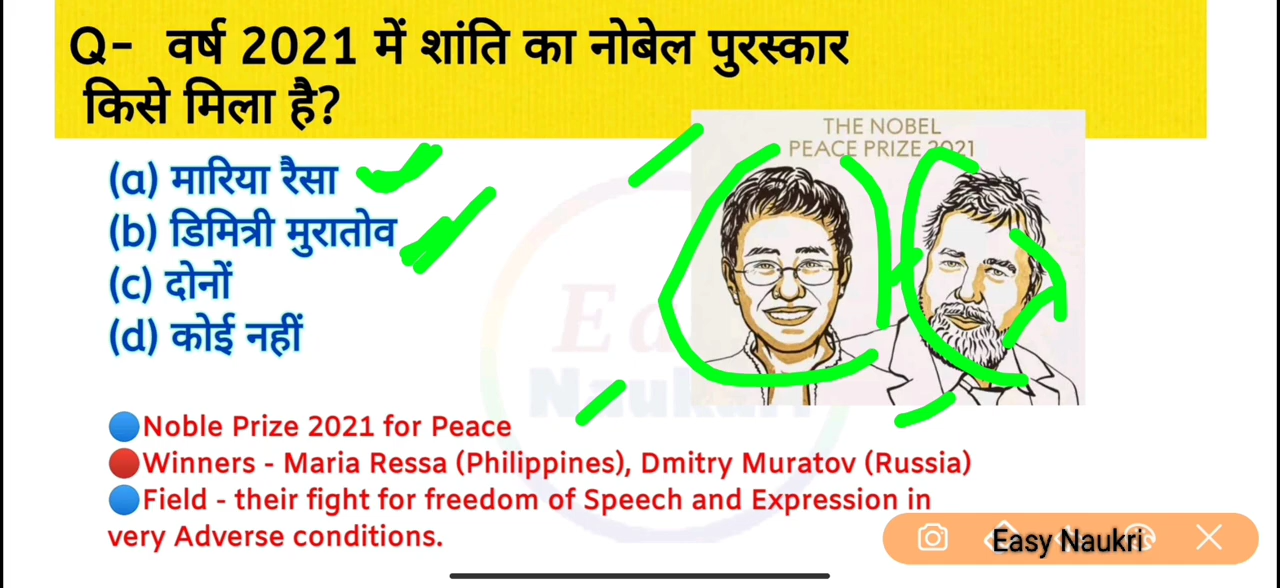 Q- वर्ष 2021 में शांति का नोबेल पुरस्कार
किसे मिला है?
THE NOBEL
PEACE PRIZE 2021
(a) मारिया रैसा
(b) डिमित्री मुरातोव
(c) दोनों
(d) कोई नहीं
Naukri
🔵Noble Prize 2021 for Peace
🔴Winners - Maria Ressa (Philippines), Dmitry Muratov (Russia)
🔵Field - their fight for freedom of Speech and Expression in
very Adverse conditions.
Easy Naukri